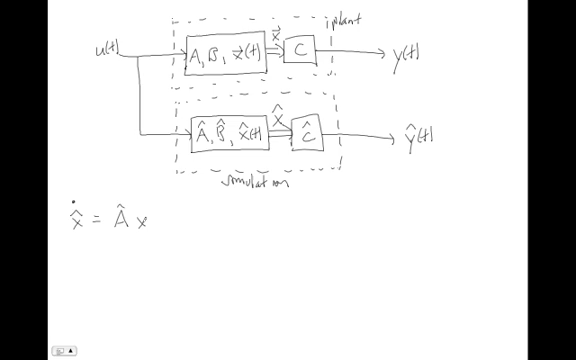 plant
u(t)
A, B, x⃗(t)
x⃗
C
y(t)
Â, B̂, x̂(t)
x̂
Ĉ
ŷ(t)
simulation
x̂̇ = Â x